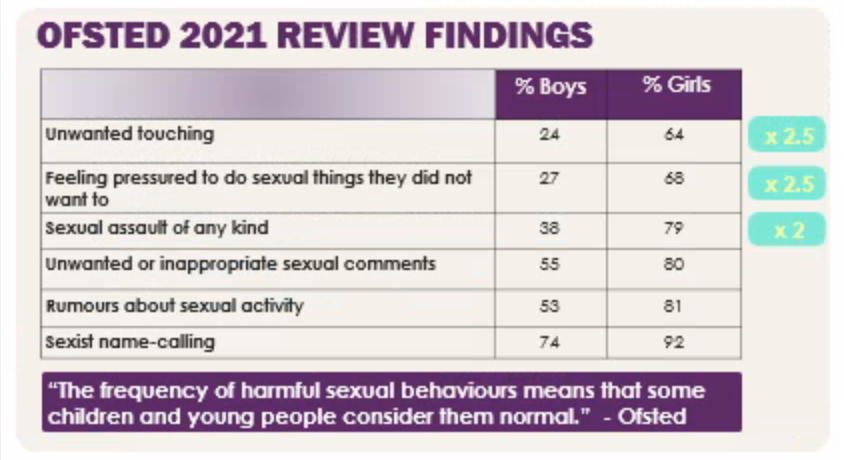 OFSTED 2021 REVIEW FINDINGS
% Boys % Girls
Unwanted touching 24 64 x 2.5
Feeling pressured to do sexual things they did not
want to 27 68 x 2.5
Sexual assault of any kind 38 79 x 2
Unwanted or inappropriate sexual comments 55 80
Rumours about sexual activity 53 81
Sexist name-calling 74 92
“The frequency of harmful sexual behaviours means that some
children and young people consider them normal.” - Ofsted